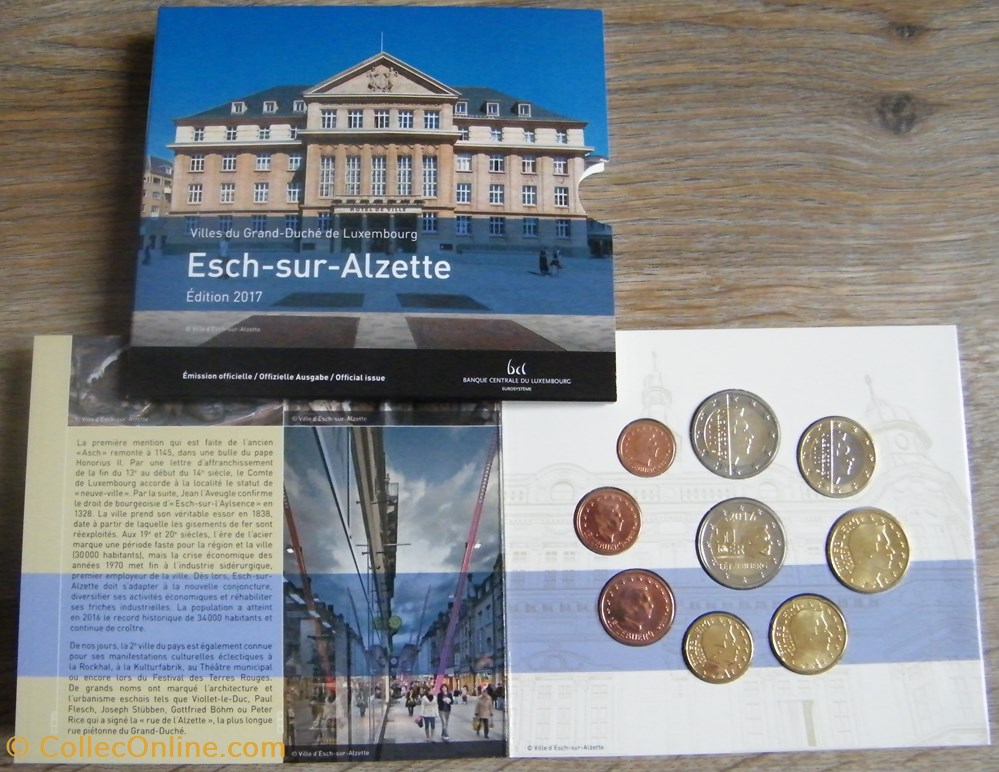 HÔTEL DE VILLE
Villes du Grand-Duché de Luxembourg
Esch-sur-Alzette
Édition 2017
© Ville d'Esch-sur-Alzette
Émission officielle / Offizielle Ausgabe / Official issue
bcl
BANQUE CENTRALE DU LUXEMBOURG
EUROSYSTÈME
© Ville d'Esch-sur-Alzette
© Ville d'Esch-sur-Alzette
La première mention qui est faite de l'ancien
«Asch» remonte à 1145, dans une bulle du pape
Honorius II. Par une lettre d'affranchissement
de la fin du 13e au début du 14e siècle, le Comte
de Luxembourg accorde à la localité le statut de
«neuve-ville». Par la suite, Jean l'Aveugle confirme
le droit de bourgeoisie d'«Esch-sur-l'Aylsence» en
1328. La ville prend son véritable essor en 1838,
date à partir de laquelle les gisements de fer sont
réexploités. Aux 19e et 20e siècles, l'ère de l'acier
marque une période faste pour la région et la ville
(30000 habitants), mais la crise économique des
années 1970 met fin à l'industrie sidérurgique,
premier employeur de la ville. Dès lors, Esch-sur-
Alzette doit s'adapter à la nouvelle conjoncture,
diversifier ses activités économiques et réhabiliter
ses friches industrielles. La population a atteint
en 2016 le record historique de 34000 habitants et
continue de croître.
De nos jours, la 2e ville du pays est également connue
pour ses manifestations culturelles éclectiques à
la Rockhal, à la Kulturfabrik, au Théâtre municipal
ou encore lors du Festival des Terres Rouges.
De grands noms ont marqué l'architecture et
l'urbanisme eschois tels que Viollet-le-Duc, Paul
Flesch, Joseph Stübben, Gottfried Böhm ou Peter
Rice qui a signé la «rue de l'Alzette», la plus longue
rue piétonne du Grand-Duché.
© Ville d'Esch-sur-Alzette
2017
LËTZEBUERG
© Ville d'Esch-sur-Alzette
© CollecOnline.com